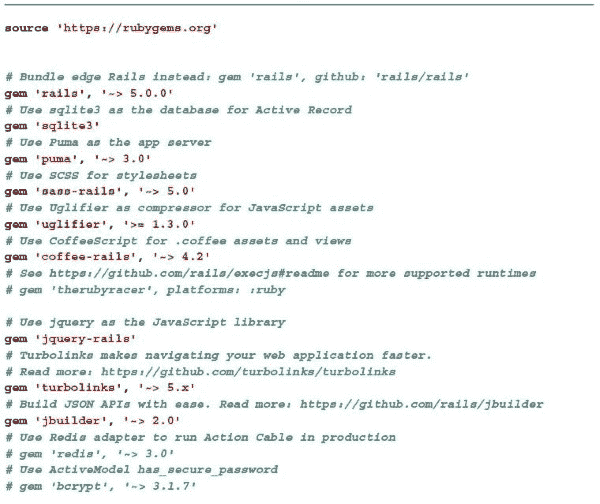 source 'https://rubygems.org'
# Bundle edge Rails instead: gem 'rails', github: 'rails/rails'
gem 'rails', '~> 5.0.0'
# Use sqlite3 as the database for Active Record
gem 'sqlite3'
# Use Puma as the app server
gem 'puma', '~> 3.0'
# Use SCSS for stylesheets
gem 'sass-rails', '~> 5.0'
# Use Uglifier as compressor for JavaScript assets
gem 'uglifier', '>= 1.3.0'
# Use CoffeeScript for .coffee assets and views
gem 'coffee-rails', '~> 4.2'
# See https://github.com/rails/execjs#readme for more supported runtimes
# gem 'therubyracer', platforms: :ruby
# Use jquery as the JavaScript library
gem 'jquery-rails'
# Turbolinks makes navigating your web application faster.
# Read more: https://github.com/turbolinks/turbolinks
gem 'turbolinks', '~> 5.x'
# Build JSON APIs with ease. Read more: https://github.com/rails/jbuilder
gem 'jbuilder', '~> 2.0'
# Use Redis adapter to run Action Cable in production
# gem 'redis', '~> 3.0'
# Use ActiveModel has_secure_password
# gem 'bcrypt', '~> 3.1.7'